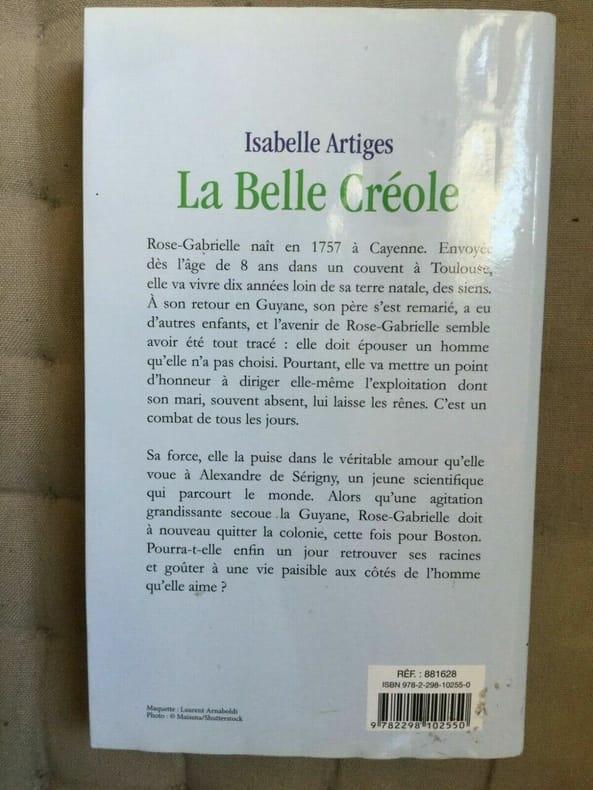 Isabelle Artiges
La Belle Créole
Rose-Gabrielle naît en 1757 à Cayenne. Envoyée
dès l'âge de 8 ans dans un couvent à Toulouse,
elle va vivre dix années loin de sa terre natale, des siens.
À son retour en Guyane, son père s'est remarié, a eu
d'autres enfants, et l'avenir de Rose-Gabrielle semble
avoir été tout tracé : elle doit épouser un homme
qu'elle n'a pas choisi. Pourtant, elle va mettre un point
d'honneur à diriger elle-même l'exploitation dont
son mari, souvent absent, lui laisse les rênes. C'est un
combat de tous les jours.
Sa force, elle la puise dans le véritable amour qu'elle
voue à Alexandre de Sérigny, un jeune scientifique
qui parcourt le monde. Alors qu'une agitation
grandissante secoue la Guyane, Rose-Gabrielle doit
à nouveau quitter la colonie, cette fois pour Boston.
Pourra-t-elle enfin un jour retrouver ses racines
et goûter à une vie paisible aux côtés de l'homme
qu'elle aime ?
RÉF. : 881628
ISBN 978-2-298-10255-0
9 782298 102550
Maquette : Laurent Arnaboldi
Photo : © Maisuna/Shutterstock